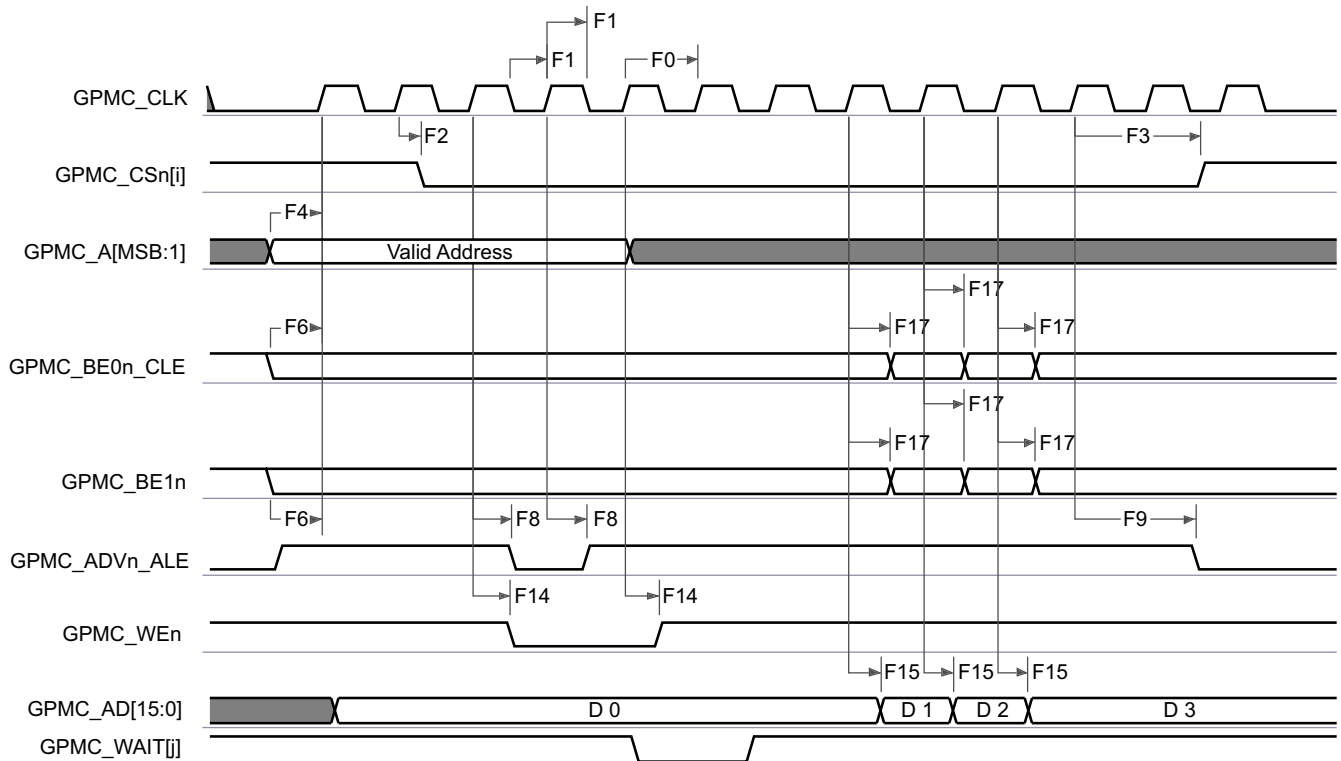 F1
F1 F0
GPMC_CLK
F2 F3
GPMC_CSn[i]
F4
GPMC_A[MSB:1] Valid Address
F17
F6 F17 F17
GPMC_BE0n_CLE
F17
F17 F17
GPMC_BE1n
F6 F8 F8 F9
GPMC_ADVn_ALE
F14 F14
GPMC_WEn
F15 F15 F15
GPMC_AD[15:0] D 0 D 1 D 2 D 3
GPMC_WAIT[j]